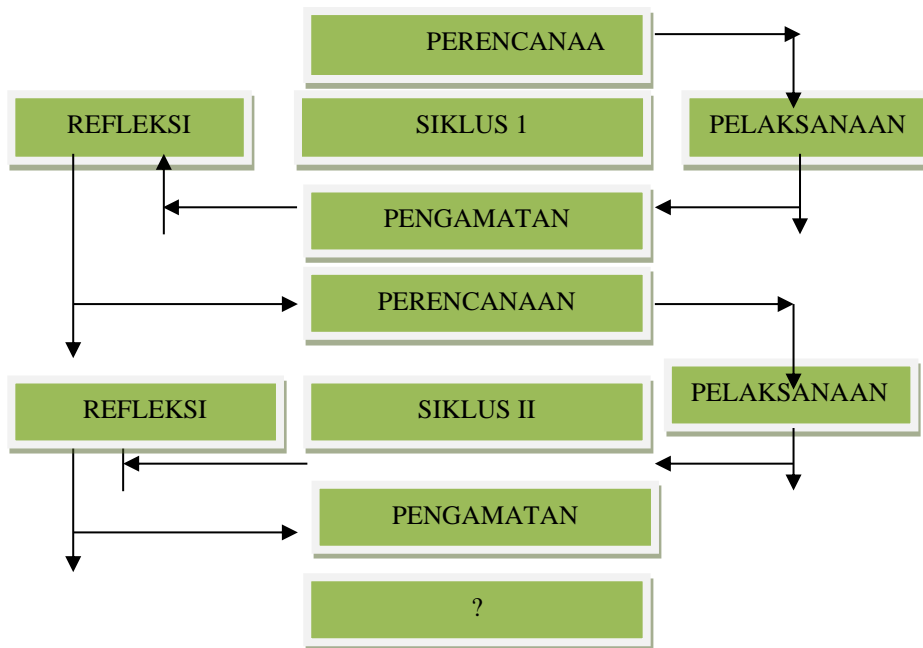 PERENCANAA
REFLEKSI
SIKLUS 1
PELAKSANAAN
PENGAMATAN
PERENCANAAN
REFLEKSI
SIKLUS II
PELAKSANAAN
PENGAMATAN
?